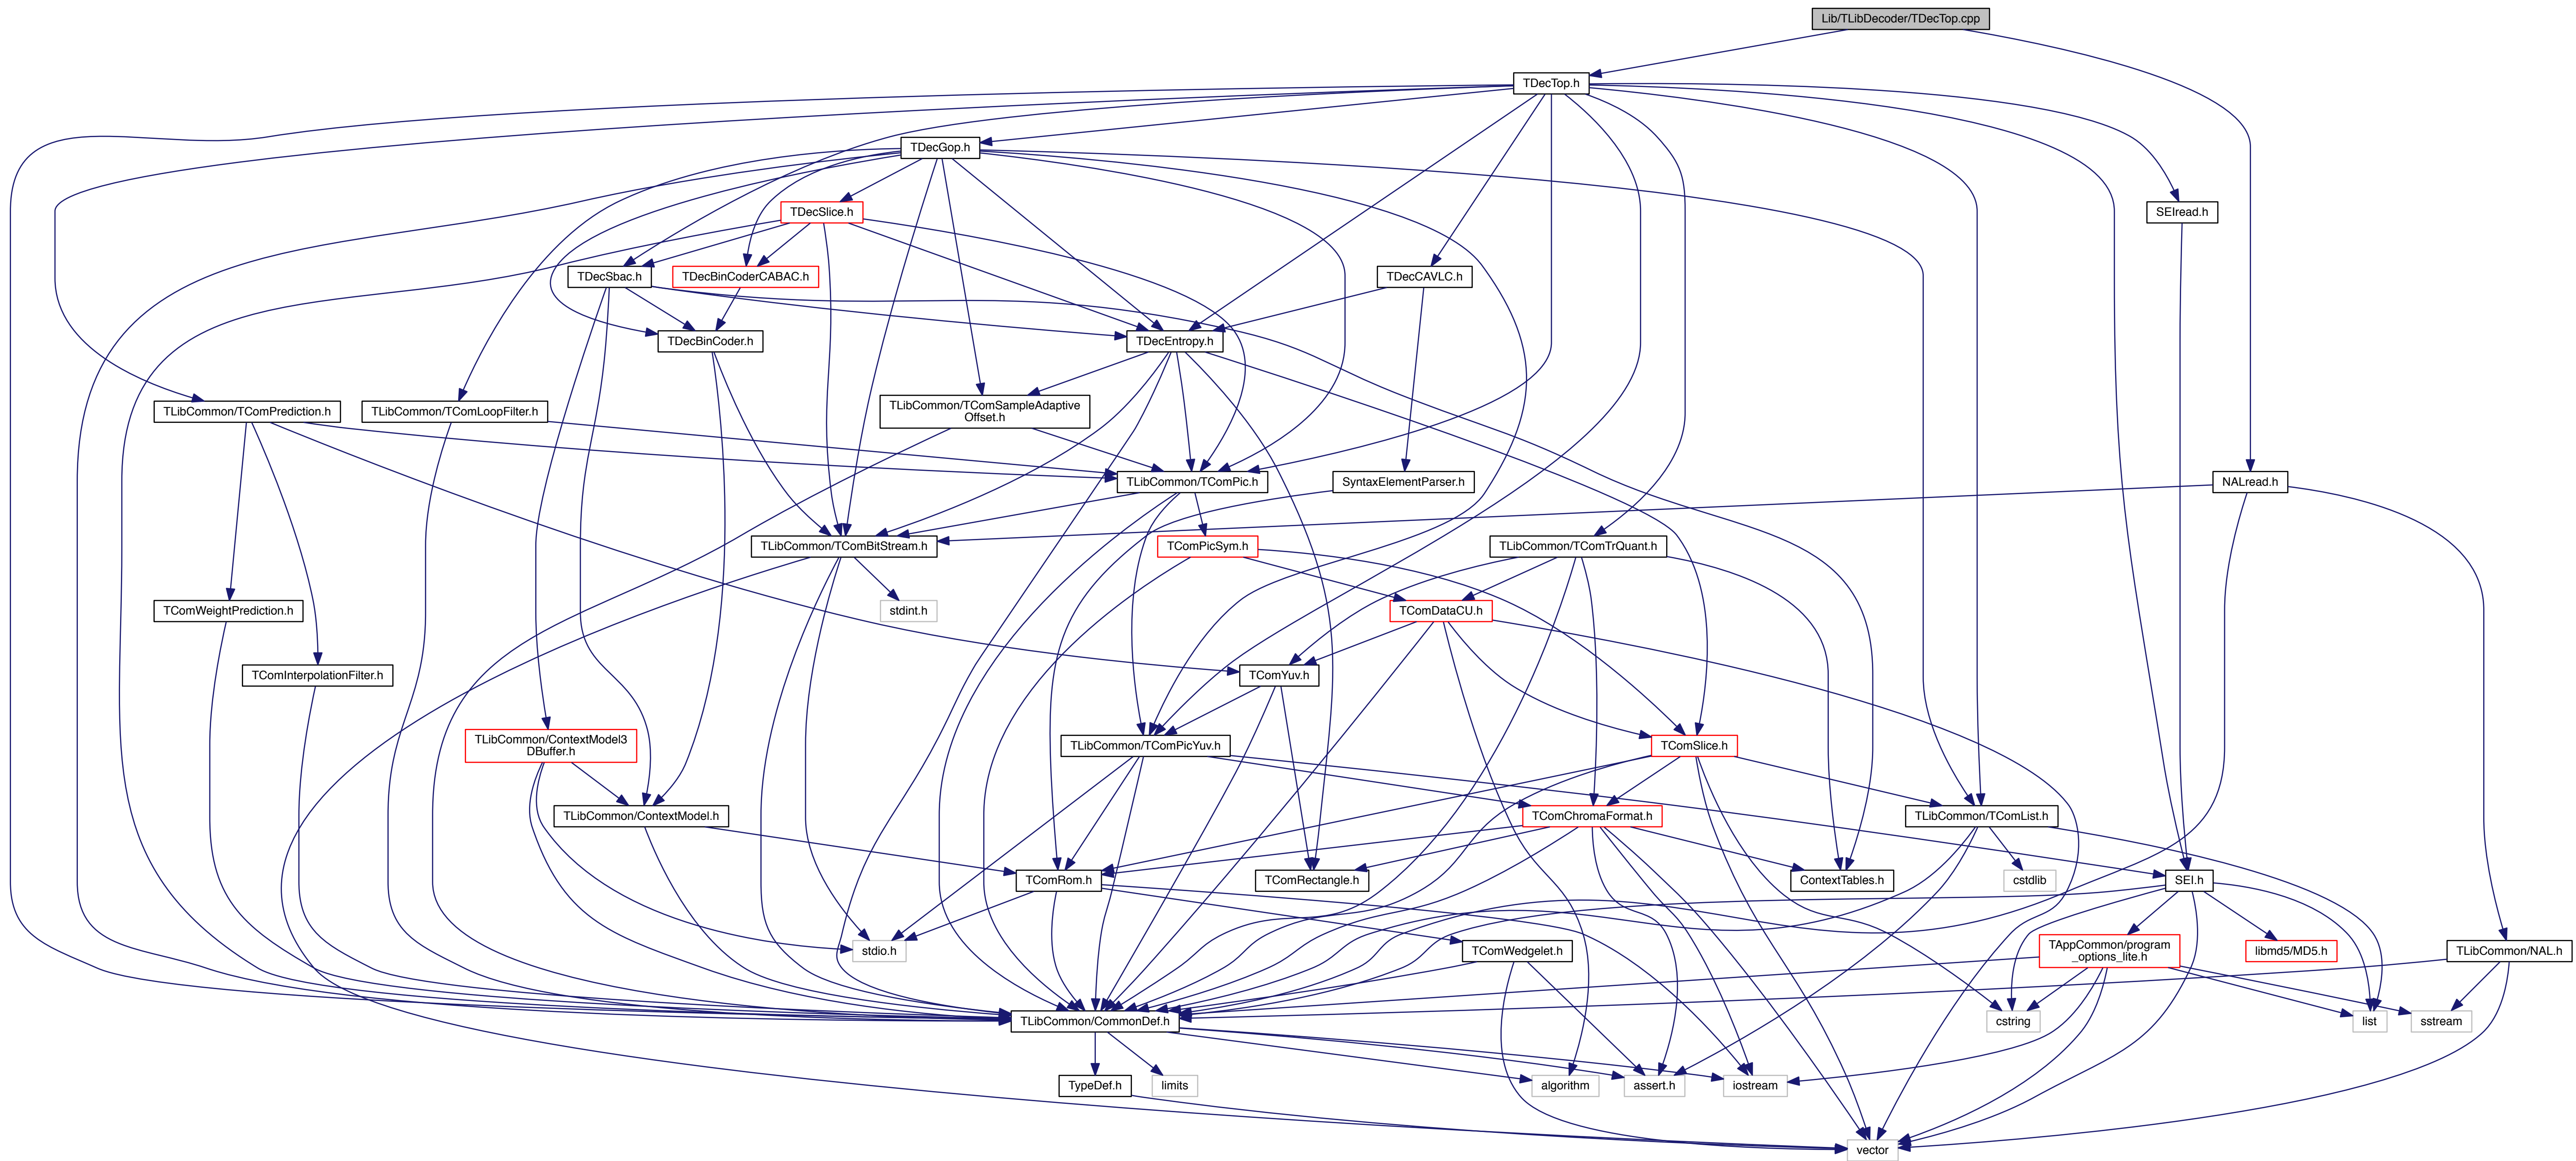 Lib/TLibDecoder/TDecTop.cpp
TDecTop.h
TDecGop.h
TDecSlice.h
SEIread.h
TDecSbac.h
TDecBinCoderCABAC.h
TDecCAVLC.h
TDecBinCoder.h
TDecEntropy.h
TLibCommon/TComPrediction.h
TLibCommon/TComLoopFilter.h
TLibCommon/TComSampleAdaptive
Offset.h
TLibCommon/TComPic.h
SyntaxElementParser.h
NALread.h
TLibCommon/TComBitStream.h
TComPicSym.h
TLibCommon/TComTrQuant.h
TComWeightPrediction.h
stdint.h
TComDataCU.h
TComInterpolationFilter.h
TComYuv.h
TLibCommon/ContextModel3
DBuffer.h
TLibCommon/TComPicYuv.h
TComSlice.h
TLibCommon/ContextModel.h
TComChromaFormat.h
TLibCommon/TComList.h
TComRom.h
TComRectangle.h
ContextTables.h
cstdlib
SEI.h
stdio.h
TComWedgelet.h
TAppCommon/program
_options_lite.h
libmd5/MD5.h
TLibCommon/NAL.h
TLibCommon/CommonDef.h
cstring
list
sstream
TypeDef.h
limits
algorithm
assert.h
iostream
vector